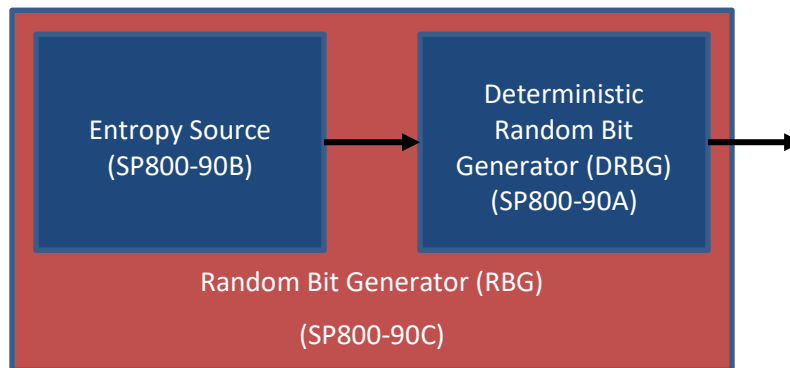 Entropy Source
(SP800-90B)
Deterministic
Random Bit
Generator (DRBG)
(SP800-90A)
Random Bit Generator (RBG)
(SP800-90C)